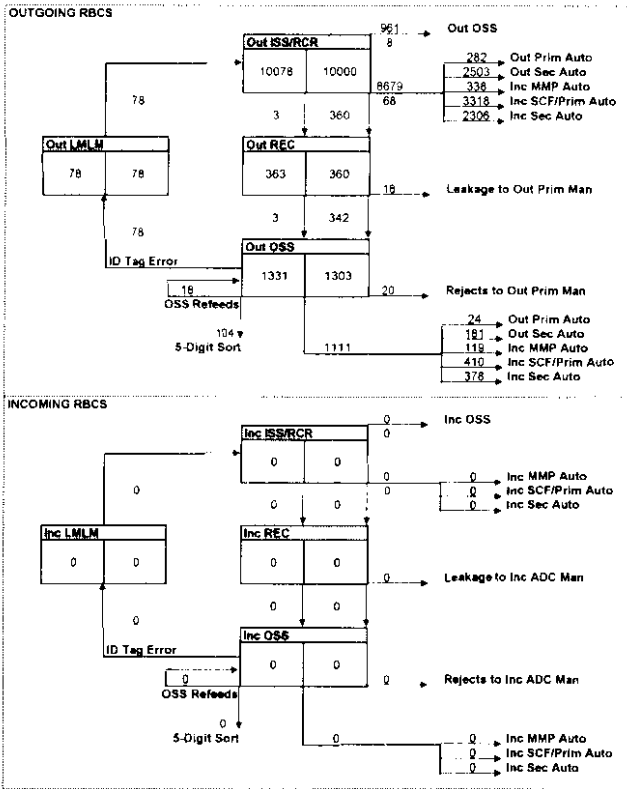 OUTGOING RBCS
961 Out OSS
Out ISS/RCR 8
10078 10000
282 Out Prim Auto
2503 Out Sec Auto
8679 338 Inc MMP Auto
68 3318 Inc SCF/Prim Auto
2306 Inc Sec Auto
78
3 360
Out LMLM
78 78
Out REC
363 360
18 Leakage to Out Prim Man
3 342
78
Out OSS
ID Tag Error
1331 1303
18
OSS Refeeds
20 Rejects to Out Prim Man
104
5-Digit Sort
1111
24 Out Prim Auto
181 Out Sec Auto
119 Inc MMP Auto
410 Inc SCF/Prim Auto
378 Inc Sec Auto
INCOMING RBCS
0 Inc OSS
Inc ISS/RCR 0
0 0
0 Inc MMP Auto
0 0 Inc SCF/Prim Auto
0 Inc Sec Auto
0
0 0
Inc LMLM
0 0
Inc REC
0 0
0 Leakage to Inc ADC Man
0 0
0
Inc OSS
ID Tag Error
0 0
0
OSS Refeeds
0 Rejects to Inc ADC Man
0
5-Digit Sort
0
0 Inc MMP Auto
0 Inc SCF/Prim Auto
0 Inc Sec Auto